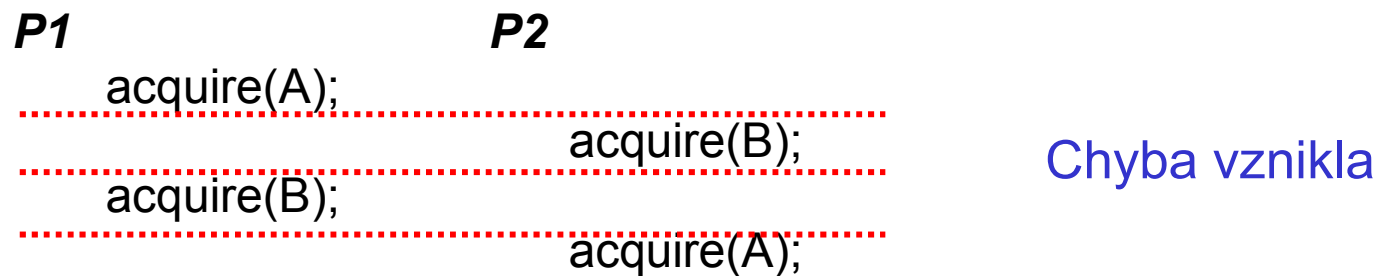 P1 P2
acquire(A);
acquire(B);
Chyba vznikla
acquire(B);
acquire(A);